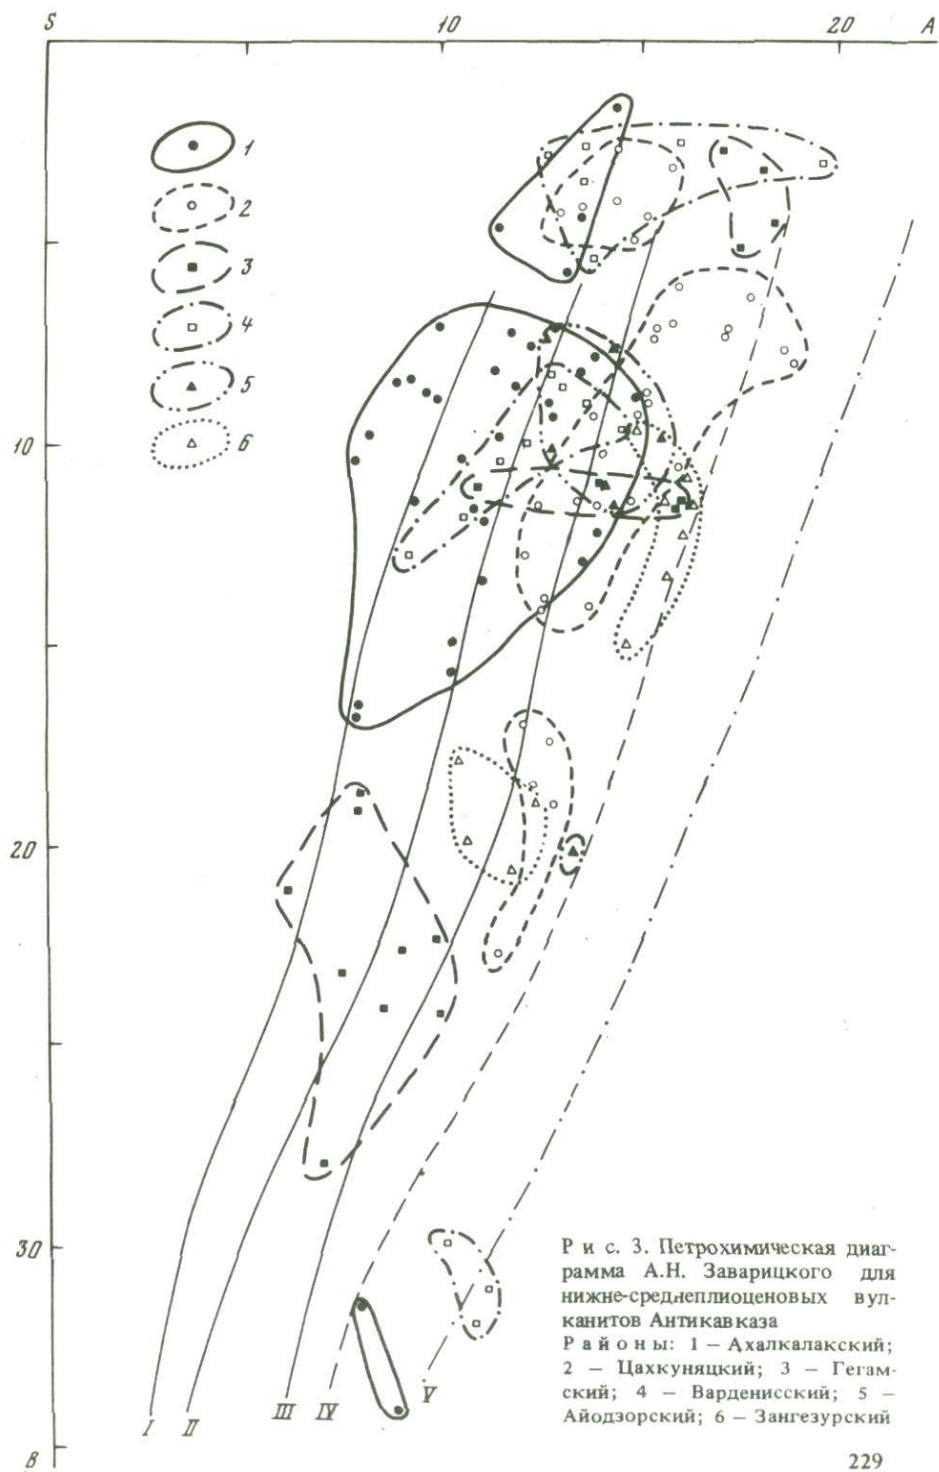 S 10 20 A
1
2
3
4
5
6
10
20
30
B
I II III IV V
Рис. 3. Петрохимическая диаг-
рамма А.Н. Заварицкого для
нижне-среднеплиоценовых вул-
канитов Антикавказа
Районы: 1 — Ахалкалакский;
2 — Цахкуняцкий; 3 — Гегам-
ский; 4 — Варденисский; 5 —
Айодзорский; 6 — Зангезурский
229